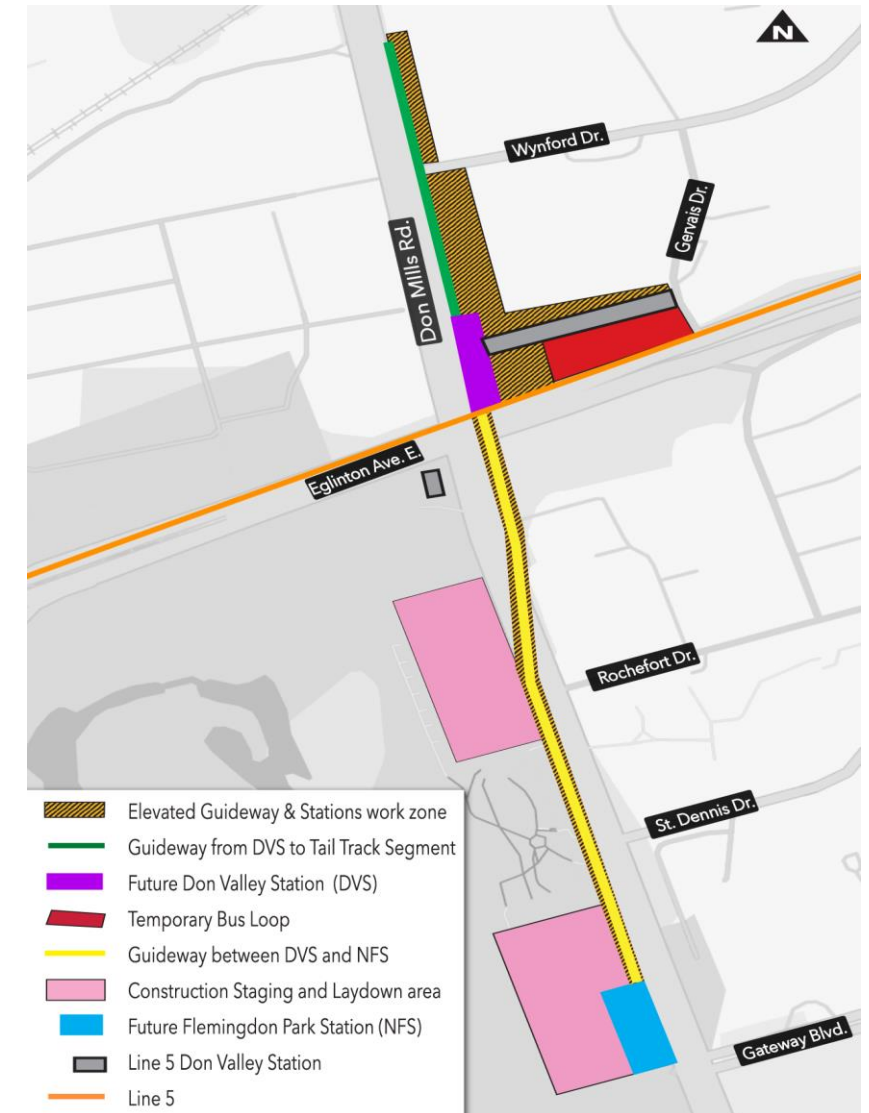 N
Wynford Dr.
Gervais Dr.
Don Mills Rd.
Eglinton Ave. E.
Rochefort Dr.
St. Dennis Dr.
Gateway Blvd.
Elevated Guideway & Stations work zone
Guideway from DVS to Tail Track Segment
Future Don Valley Station (DVS)
Temporary Bus Loop
Guideway between DVS and NFS
Construction Staging and Laydown area
Future Flemingdon Park Station (NFS)
Line 5 Don Valley Station
Line 5